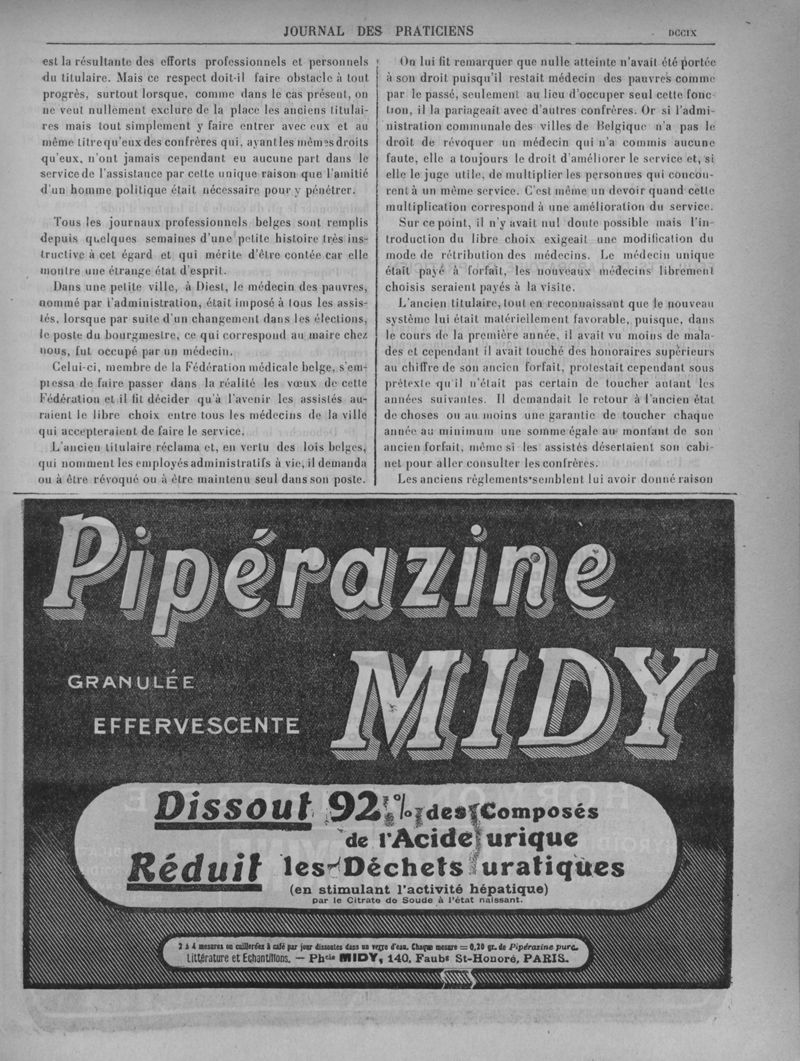 JOURNAL DES PRATICIENS
DCCIX
est la résultante des efforts professionnels et personnels
du titulaire. Mais ce respect doit-il faire obstacle à tout
progrès, surtout lorsque, comme dans le cas présent, on
ne veut nullement exclure de la place les anciens titulai-
res mais tout simplement y faire entrer avec eux et au
même titre qu'eux des confrères qui, ayant les mêmes droits
qu'eux, n'ont jamais cependant eu aucune part dans le
service de l'assistance par cette unique raison que l'amitié
d'un homme politique était nécessaire pour y pénétrer.
Tous les journaux professionnels belges sont remplis
depuis quelques semaines d'une petite histoire très ins-
tructive à cet égard et qui mérite d'être contée car elle
montre une étrange état d'esprit.
Dans une petite ville, à Diest, le médecin des pauvres,
nommé par l'administration, était imposé à tous les assis-
tés, lorsque par suite d'un changement dans les élections,
le poste du bourgmestre, ce qui correspond au maire chez
nous, fut occupé par un médecin.
Celui-ci, membre de la Fédération médicale belge, s'em-
pressa de faire passer dans la réalité les vœux de cette
Fédération et il fit décider qu'à l'avenir les assistés au-
raient le libre choix entre tous les médecins de la ville
qui accepteraient de faire le service.
L'ancien titulaire réclama et, en vertu des lois belges,
qui nomment les employés administratifs à vie, il demanda
ou à être révoqué ou à être maintenu seul dans son poste.
On lui fit remarquer que nulle atteinte n'avait été portée
à son droit puisqu'il restait médecin des pauvres comme
par le passé, seulement au lieu d'occuper seul cette fonc-
tion, il la pariageait avec d'autres confrères. Or si l'admi-
nistration communale des villes de Belgique n'a pas le
droit de révoquer un médecin qui n'a commis aucune
faute, elle a toujours le droit d'améliorer le service et, si
elle le juge utile, de multiplier les personnes qui concou-
rent à un même service. C'est même un devoir quand cette
multiplication correspond à une amélioration du service.
Sur ce point, il n'y avait nul doute possible mais l'in-
troduction du libre choix exigeait une modification du
mode de rétribution des médecins. Le médecin unique
était payé à forfait, les nouveaux médecins librement
choisis seraient payés à la visite.
L'ancien titulaire, tout en reconnaissant que le nouveau
système lui était matériellement favorable, puisque, dans
le cours de la première année, il avait vu moins de mala-
des et cependant il avait touché des honoraires supérieurs
au chiffre de son ancien forfait, protestait cependant sous
prétexte qu'il n'était pas certain de toucher autant les
années suivantes. Il demandait le retour à l'ancien état
de choses ou au moins une garantie de toucher chaque
année au minimum une somme égale au montant de son
ancien forfait, même si les assistés désertaient son cabi-
net pour aller consulter les confrères.
Les anciens règlements semblent lui avoir donné raison
Pipérazine
MIDY
GRANULÉE
EFFERVESCENTE
Dissout 92% des Composés
de l'Acide urique
Réduit les Déchets uratiques
(en stimulant l'activité hépatique)
par le Citrate de Soude à l'état naissant.
2 à 4 mesures ou cuillerées à café par jour dissoutes dans un verre d'eau. Chaque mesure = 0,20 gr. de Pipérazine pure.
Littérature et Echantillons. — Phcie MIDY, 140, Faubg St-Honoré, PARIS.